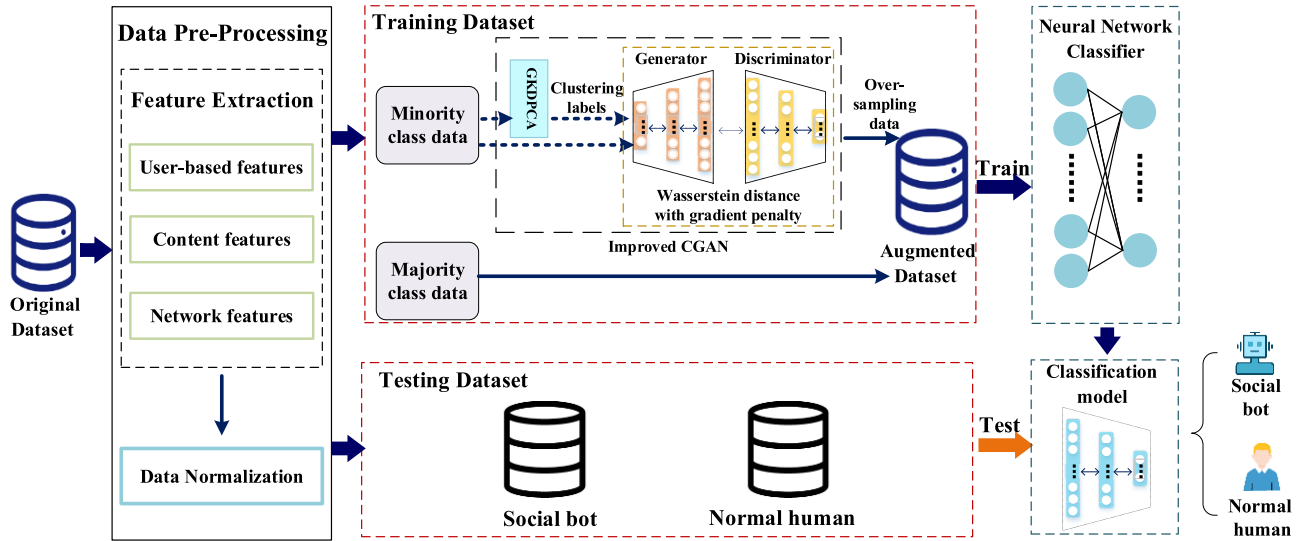 Original
Dataset
Data Pre-Processing
Feature Extraction
User-based features
Content features
Network features
Data Normalization
Training Dataset
Minority
class data
GKDPCA
Clustering
labels
Generator
Discriminator
Wasserstein distance
with gradient penalty
Improved CGAN
Over-
sampling
data
Augmented
Dataset
Majority
class data
Train
Neural Network
Classifier
Testing Dataset
Social bot
Normal human
Test
Classification
model
Social
bot
Normal
human